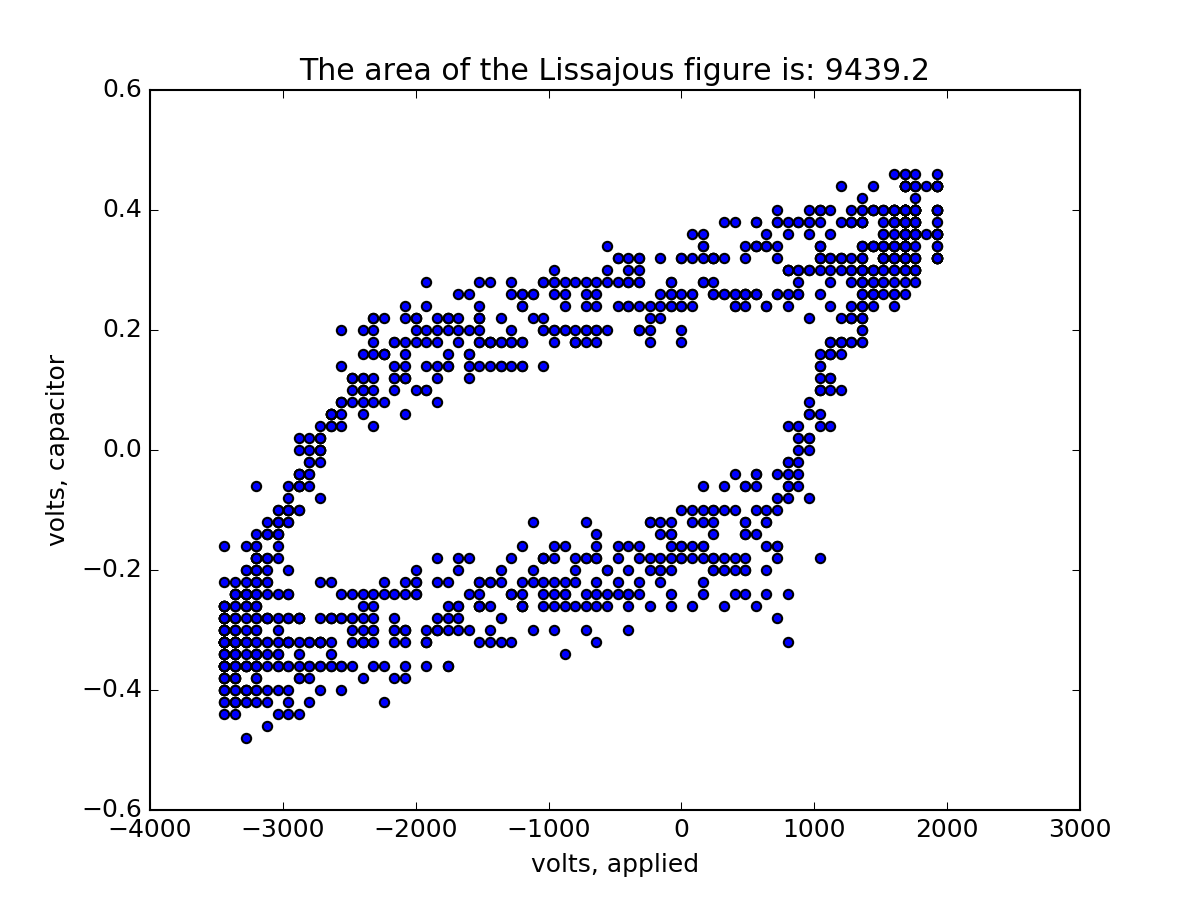 The area of the Lissajous figure is: 9439.2
0.6
0.4
0.2
0.0
−0.2
−0.4
−0.6
volts, capacitor
−4000 −3000 −2000 −1000 0 1000 2000 3000
volts, applied